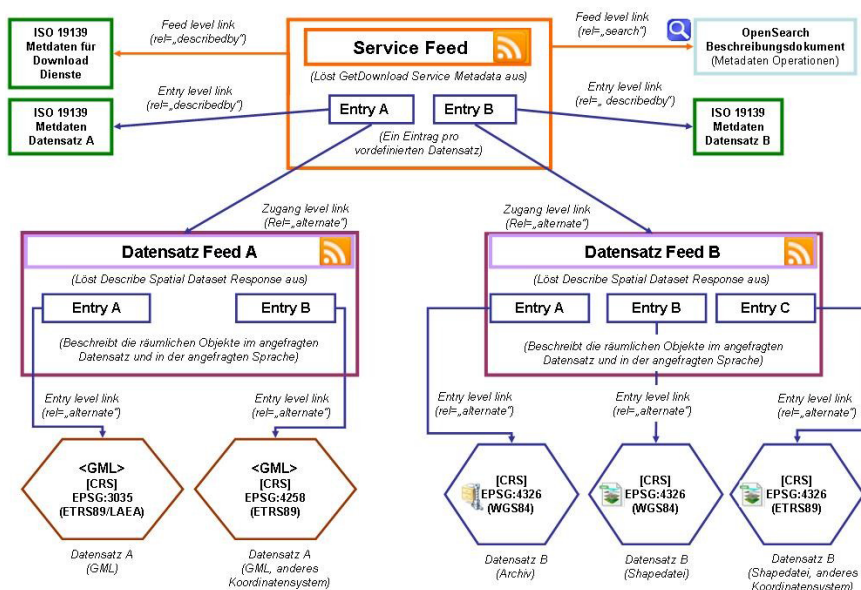 ISO 19139
Metdaten für
Download
Dienste
Feed level link
(rel=„describedby“)
Service Feed
(Löst GetDownload Service Metadata aus)
Feed level link
(rel=„search“)
OpenSearch
Beschreibungsdokument
(Metadaten Operationen)
ISO 19139
Metdaten
Datensatz A
Entry level link
(rel=„describedby“)
Entry A
Entry B
(Ein Eintrag pro
vordefinierten Datensatz)
Entry level link
(rel=„ describedby“)
ISO 19139
Metdaten
Datensatz B
Zugang level link
(Rel=„alternate“)
Zugang level link
(Rel=„alternate“)
Datensatz Feed A
(Löst Describe Spatial Dataset Response aus)
Entry A
Entry B
(Beschreibt die räumlichen Objekte im angefragten
Datensatz und in der angefragten Sprache)
Datensatz Feed B
(Löst Describe Spatial Dataset Response aus)
Entry A
Entry B
Entry C
(Beschreibt die räumlichen Objekte im angefragten
Datensatz und in der angefragten Sprache)
Entry level link
(rel=„alternate“)
Entry level link
(rel=„alternate“)
Entry level link
(rel=„alternate“)
Entry level link
(rel=„alternate“)
Entry level link
(rel=„alternate“)
<GML>
[CRS]
EPSG:3035
(ETRS89/LAEA)
<GML>
[CRS]
EPSG:4258
(ETRS89)
[CRS]
EPSG:4326
(WGS84)
[CRS]
EPSG:4326
(WGS84)
[CRS]
EPSG:4326
(ETRS89)
Datensatz A
(GML)
Datensatz A
(GML, anderes
Koordinatensystem)
Datensatz B
(Archiv)
Datensatz B
(Shapedatei)
Datensatz B
(Shapedatei, anderes
Koordinatensystem)